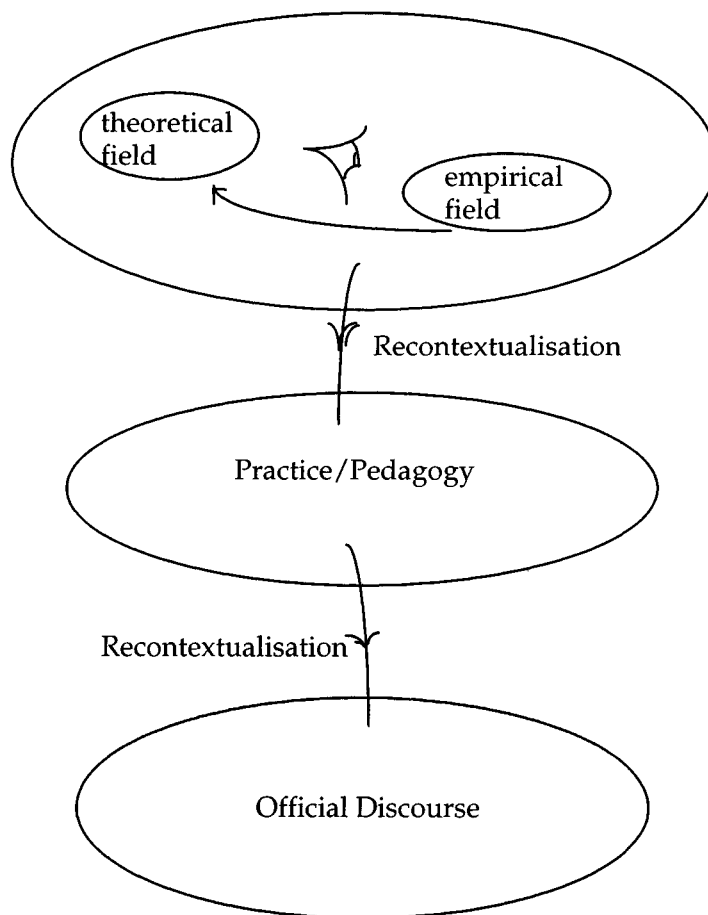 theoretical
field
empirical
field
Recontextualisation
Practice/Pedagogy
Recontextualisation
Official Discourse